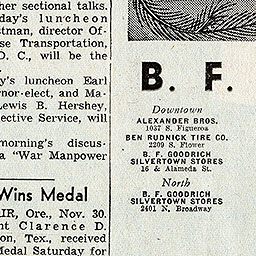 her sectional talks.
day's luncheon
tman, director Of-
se Transportation,
D. C., will be the
y's luncheon Earl
rnor-elect, and Ma-
Lewis B. Hershey,
lective Service, will
morning's discus-
a "War Manpower
Wins Medal
IR, Ore., Nov. 30.
nt Clarence D.
on, Tex., received
Medal Saturday for
B. F.
Downtown
ALEXANDER BROS.
1037 S. Figueroa
BEN RUDNICK TIRE CO.
2209 S. Flower
B. F. GOODRICH
SILVERTOWN STORES
16 & Alameda St.
North
B. F. GOODRICH
SILVERTOWN STORES
2401 N. Broadway